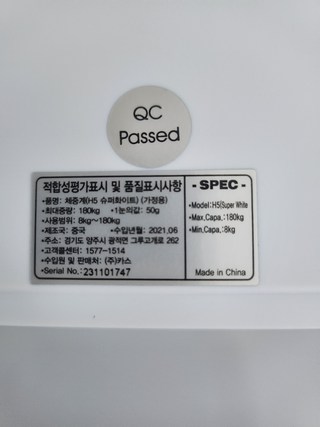 QC
Passed
적합성평가표시 및 품질표시사항
•품명: 체중계(H5 슈퍼화이트) (가정용)
•최대중량: 180kg •1눈의값: 50g
•사용범위: 8kg~180kg
•제조국: 중국 •수입년월: 2021.06
•주소: 경기도 양주시 광적면 그루고개로 262
•고객센터: 1577-1514
•수입원 및 판매처: (주)카스
•Serial No.: 231101747
- SPEC -
•Model: H5(Super White
•Max,Capa,:180kg
•Min,Capa,:8kg
Made in China